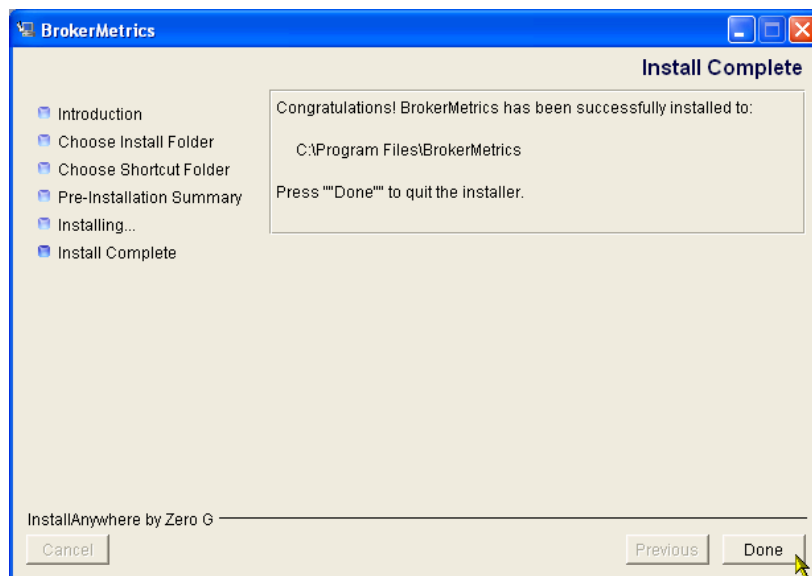 BrokerMetrics
Install Complete
Introduction
Choose Install Folder
Choose Shortcut Folder
Pre-Installation Summary
Installing...
Install Complete
Congratulations! BrokerMetrics has been successfully installed to:
C:\Program Files\BrokerMetrics
Press ""Done"" to quit the installer.
InstallAnywhere by Zero G
Cancel
Previous
Done